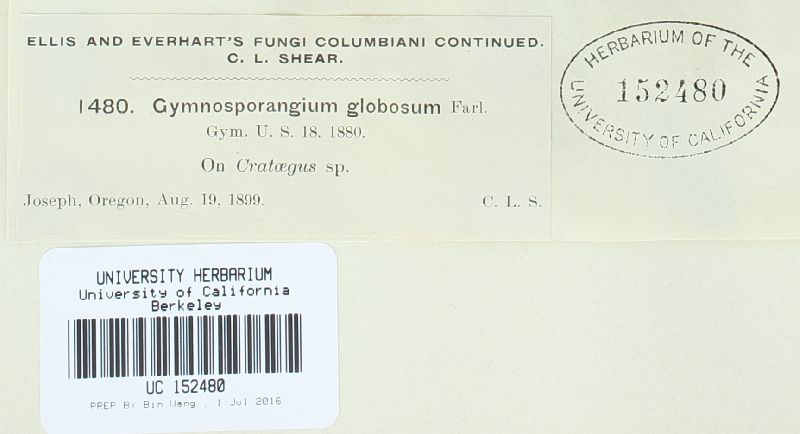 ELLIS AND EVERHART'S FUNGI COLUMBIANI CONTINUED.
C. L. SHEAR.
1480. Gymnosporangium globosum Farl.
Gym. U. S. 18. 1880.
On Cratægus sp.
Joseph, Oregon, Aug. 19, 1899. C. L. S.
HERBARIUM OF THE
152480
UNIVERSITY OF CALIFORNIA
UNIVERSITY HERBARIUM
University of California
Berkeley
UC 152480
PREP BY Bin Wang , 1 Jul 2016